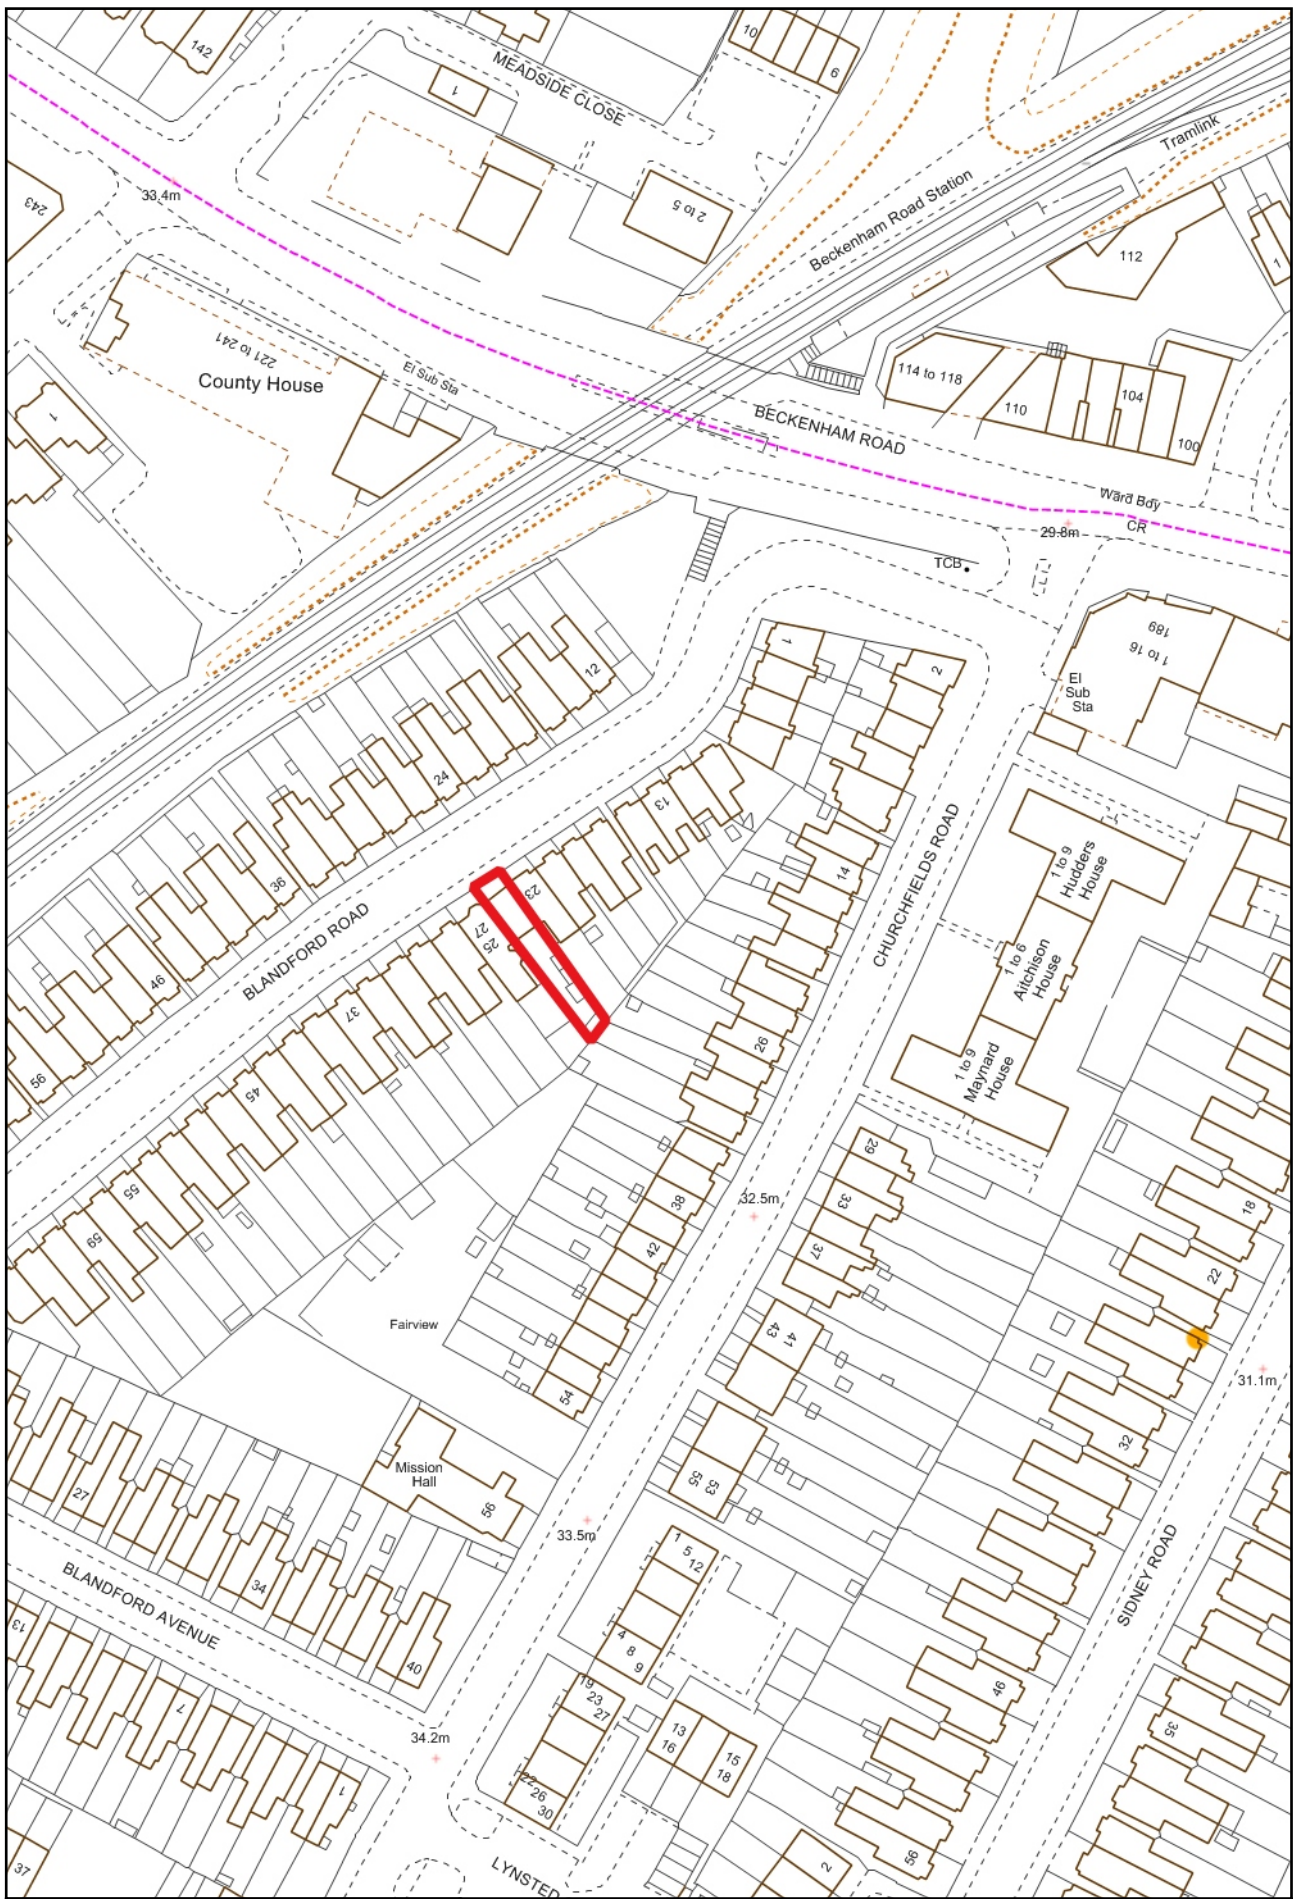 142
10
6
MEADSIDE CLOSE
1
Tramlink
243
33.4m
2 to 5
Beckenham Road Station
112
1
221 to 241
County House
El Sub Sta
114 to 118
110
104
100
1
BECKENHAM ROAD
Ward Bdy
CR
29.8m
TCB
189
1 to 16
El
Sub
Sta
1
2
12
24
13
36
14
1 to 9
Hudders
House
CHURCHFIELDS ROAD
23
27
25
BLANDFORD ROAD
46
1 to 6
Aitchison
House
37
26
56
45
1 to 9
Maynard
House
29
55
38
33
32.5m
18
59
42
37
22
Fairview
43
41
31.1m
54
32
Mission
Hall
56
55
53
27
33.5m
34
1
5
12
BLANDFORD AVENUE
SIDNEY ROAD
13
40
4
8
9
7
19
23
27
46
34.2m
13
16
15
18
35
1
22
26
30
37
LYNSTED
2
56